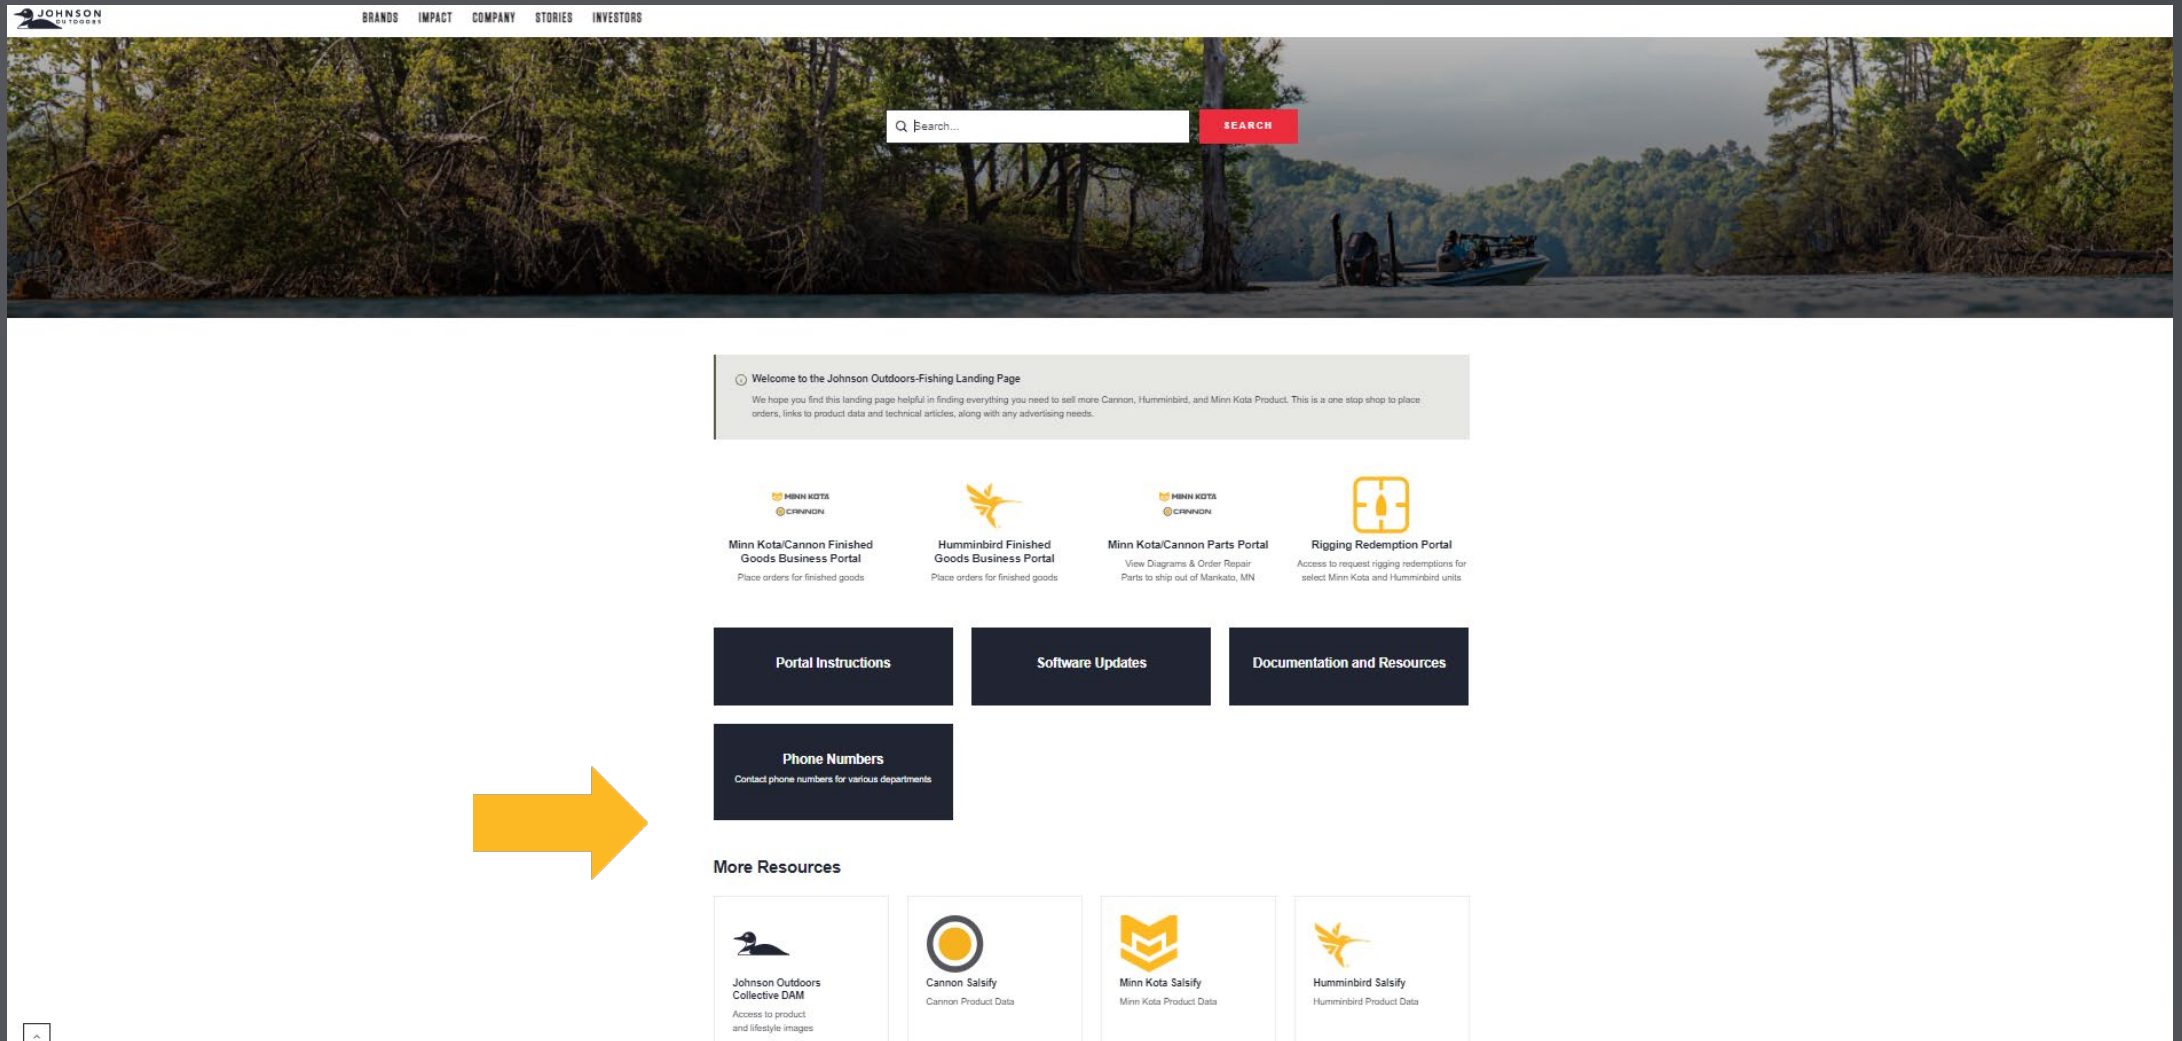 JOHNSON
OUTDOORS
BRANDS IMPACT COMPANY STORIES INVESTORS
Search...
SEARCH
Welcome to the Johnson Outdoors-Fishing Landing Page
We hope you find this landing page helpful in finding everything you need to sell more Cannon, Humminbird, and Minn Kota Product. This is a one stop shop to place
orders, links to product data and technical articles, along with any advertising needs.
MINN KOTA
CANNON
Minn Kota/Cannon Finished
Goods Business Portal
Place orders for finished goods
Humminbird Finished
Goods Business Portal
Place orders for finished goods
MINN KOTA
CANNON
Minn Kota/Cannon Parts Portal
View Diagrams & Order Repair
Parts to ship out of Mankato, MN
Rigging Redemption Portal
Access to request rigging redemptions for
select Minn Kota and Humminbird units
Portal Instructions
Software Updates
Documentation and Resources
Phone Numbers
Contact phone numbers for various departments
More Resources
Johnson Outdoors
Collective DAM
Access to product
and lifestyle images
Cannon Salsify
Cannon Product Data
Minn Kota Salsify
Minn Kota Product Data
Humminbird Salsify
Humminbird Product Data